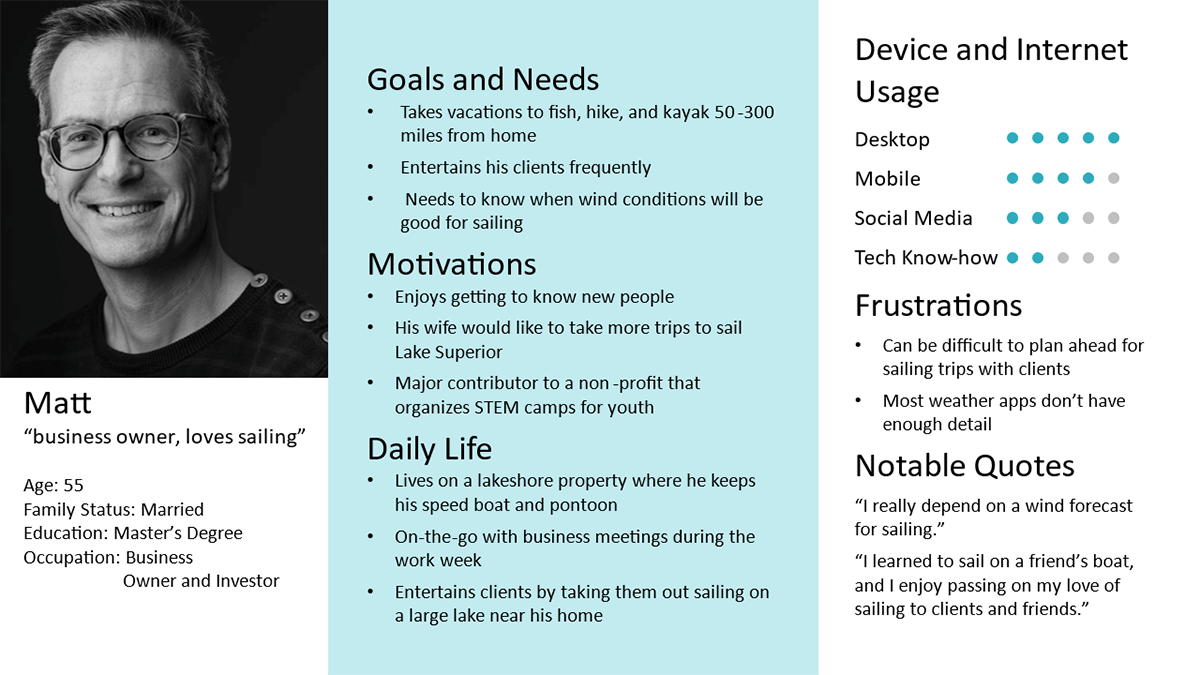 Matt
“business owner, loves sailing”
Age: 55
Family Status: Married
Education: Master’s Degree
Occupation: Business
Owner and Investor
Goals and Needs
• Takes vacations to fish, hike, and kayak 50-300
miles from home
• Entertains his clients frequently
• Needs to know when wind conditions will be
good for sailing
Motivations
• Enjoys getting to know new people
• His wife would like to take more trips to sail
Lake Superior
• Major contributor to a non-profit that
organizes STEM camps for youth
Daily Life
• Lives on a lakeshore property where he keeps
his speed boat and pontoon
• On-the-go with business meetings during the
work week
• Entertains clients by taking them out sailing on
a large lake near his home
Device and Internet
Usage
Desktop
Mobile
Social Media
Tech Know-how
Frustrations
• Can be difficult to plan ahead for
sailing trips with clients
• Most weather apps don’t have
enough detail
Notable Quotes
“I really depend on a wind forecast
for sailing.”
“I learned to sail on a friend’s boat,
and I enjoy passing on my love of
sailing to clients and friends.”